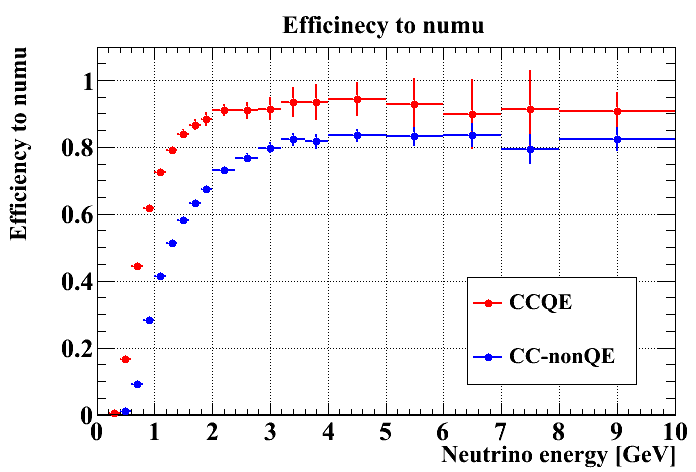 Efficinecy to numu
Efficiency to numu
1
0.8
0.6
0.4
0.2
0
0 1 2 3 4 5 6 7 8 9 10
Neutrino energy [GeV]
CCQE
CC-nonQE